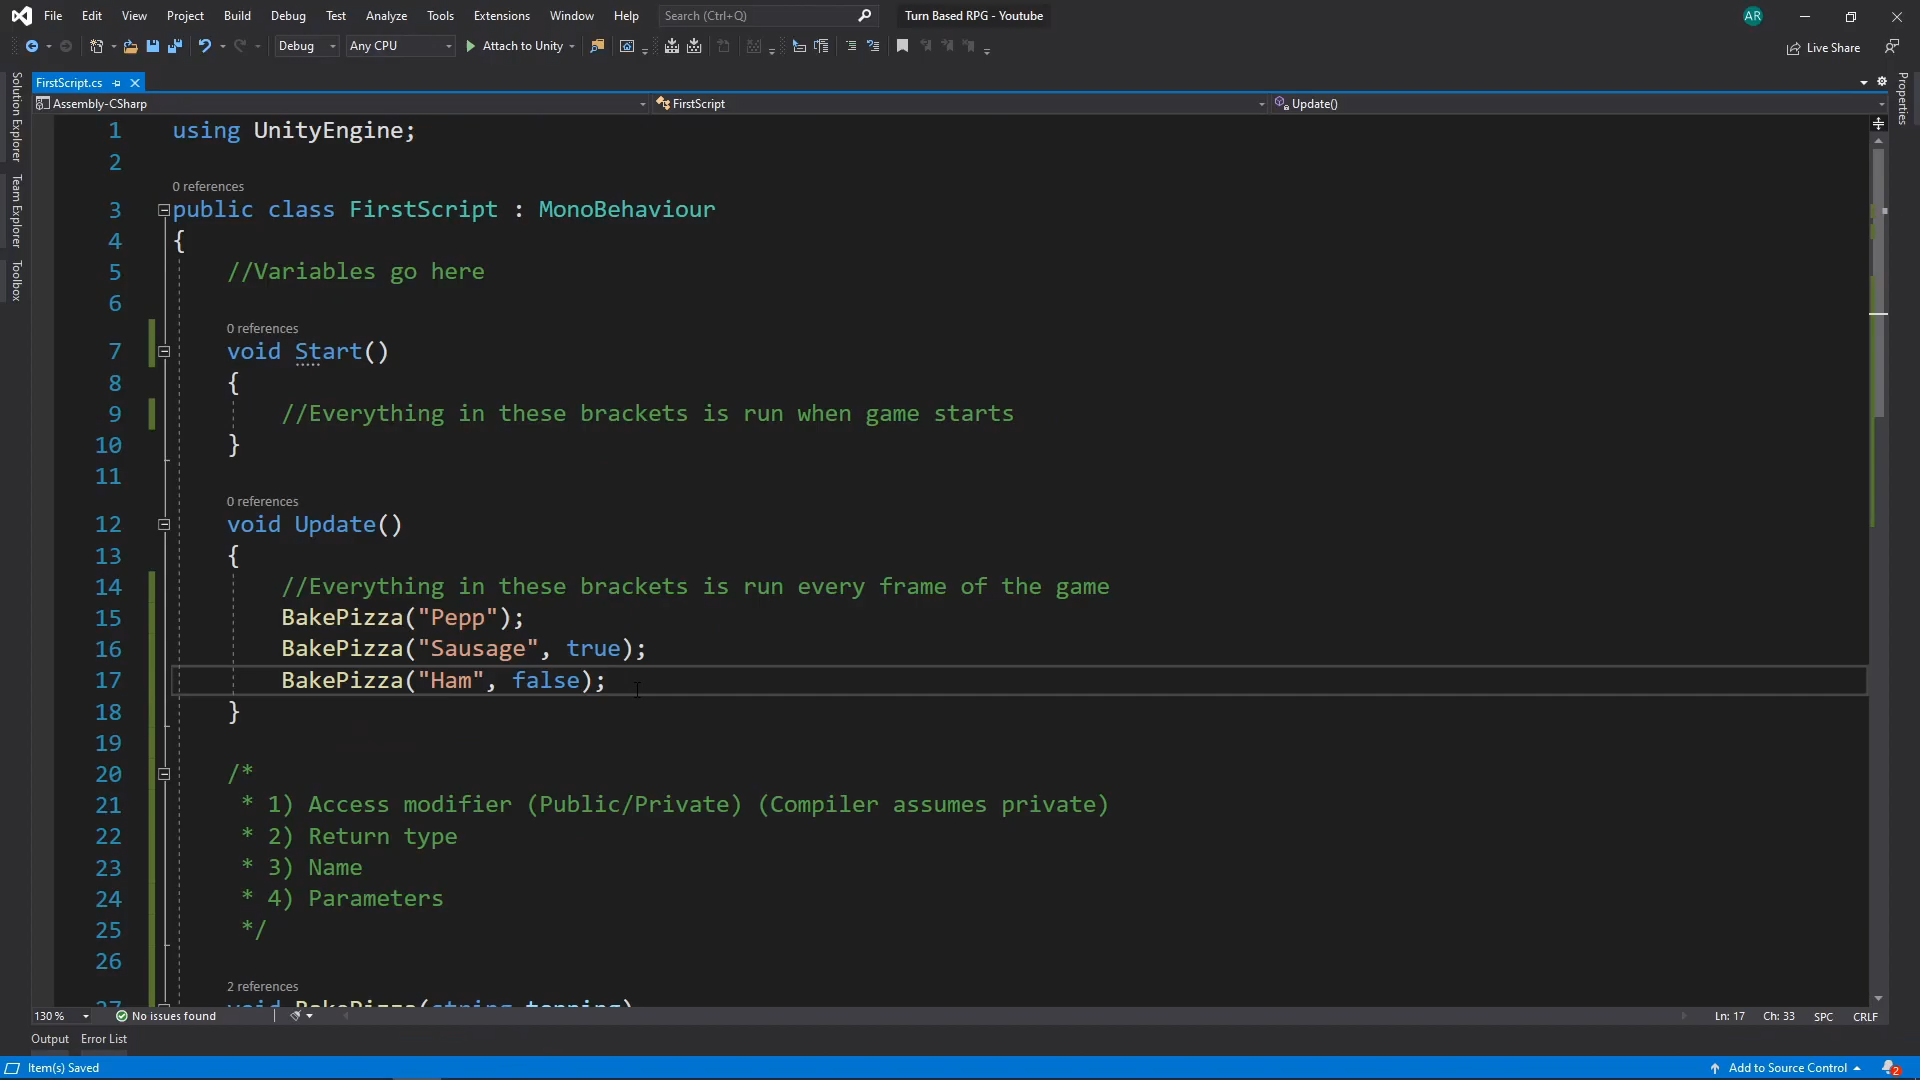 File Edit View Project Build Debug Test Analyze Tools Extensions Window Help Search (Ctrl+Q) Turn Based RPG - Youtube AR
Debug Any CPU Attach to Unity Live Share
FirstScript.cs
Assembly-CSharp FirstScript Update()
Solution Explorer
Team Explorer
Toolbox
Properties
1 using UnityEngine;
2
0 references
3 public class FirstScript : MonoBehaviour
4 {
5 //Variables go here
6
0 references
7 void Start()
8 {
9 //Everything in these brackets is run when game starts
10 }
11
0 references
12 void Update()
13 {
14 //Everything in these brackets is run every frame of the game
15 BakePizza("Pepp");
16 BakePizza("Sausage", true);
17 BakePizza("Ham", false);
18 }
19
20 /*
21 * 1) Access modifier (Public/Private) (Compiler assumes private)
22 * 2) Return type
23 * 3) Name
24 * 4) Parameters
25 */
26
2 references
27 void BakePizza(string topping)
130 % No issues found Ln: 17 Ch: 33 SPC CRLF
Output Error List
Item(s) Saved Add to Source Control 2